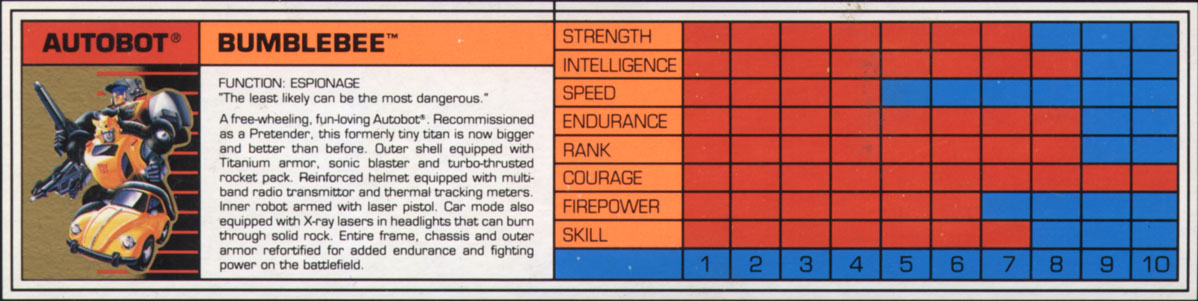 AUTOBOT®
BUMBLEBEE™
FUNCTION: ESPIONAGE
"The least likely can be the most dangerous."
A free-wheeling, fun-loving Autobot®. Recommissioned
as a Pretender, this formerly tiny titan is now bigger
and better than before. Outer shell equipped with
Titanium armor, sonic blaster and turbo-thrusted
rocket pack. Reinforced helmet equipped with multi-
band radio transmittor and thermal tracking meters.
Inner robot armed with laser pistol. Car mode also
equipped with X-ray lasers in headlights that can burn
through solid rock. Entire frame, chassis and outer
armor refortified for added endurance and fighting
power on the battlefield.
STRENGTH
INTELLIGENCE
SPEED
ENDURANCE
RANK
COURAGE
FIREPOWER
SKILL
1 2 3 4 5 6 7 8 9 10